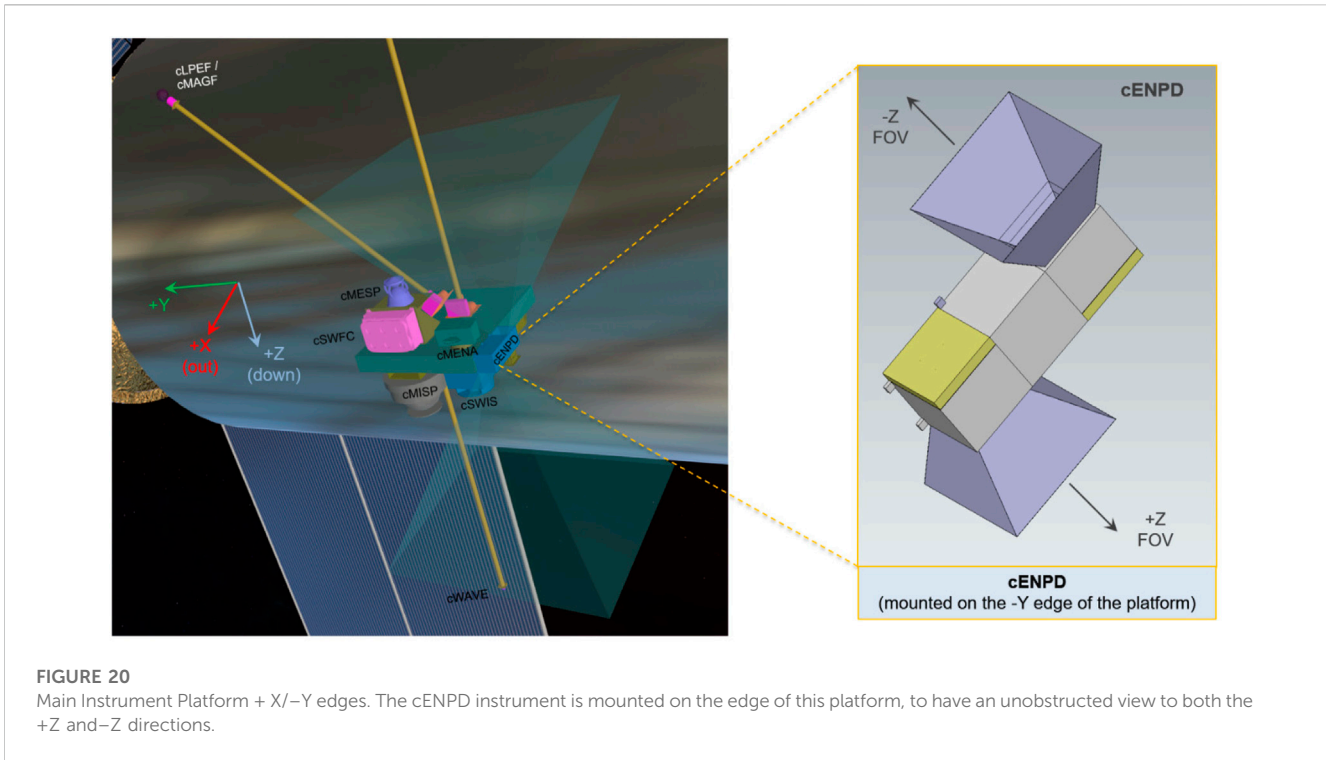 cLPEF /
cMAGF
+Y
+X
(out)
+Z
(down)
cMESP
cSWFC
cMENA
cENPD
cMISP
cSWIS
cWAVE
cENPD
-Z
FOV
+Z
FOV
cENPD
(mounted on the -Y edge of the platform)
FIGURE 20
Main Instrument Platform + X/−Y edges. The cENPD instrument is mounted on the edge of this platform, to have an unobstructed view to both the
+Z and−Z directions.